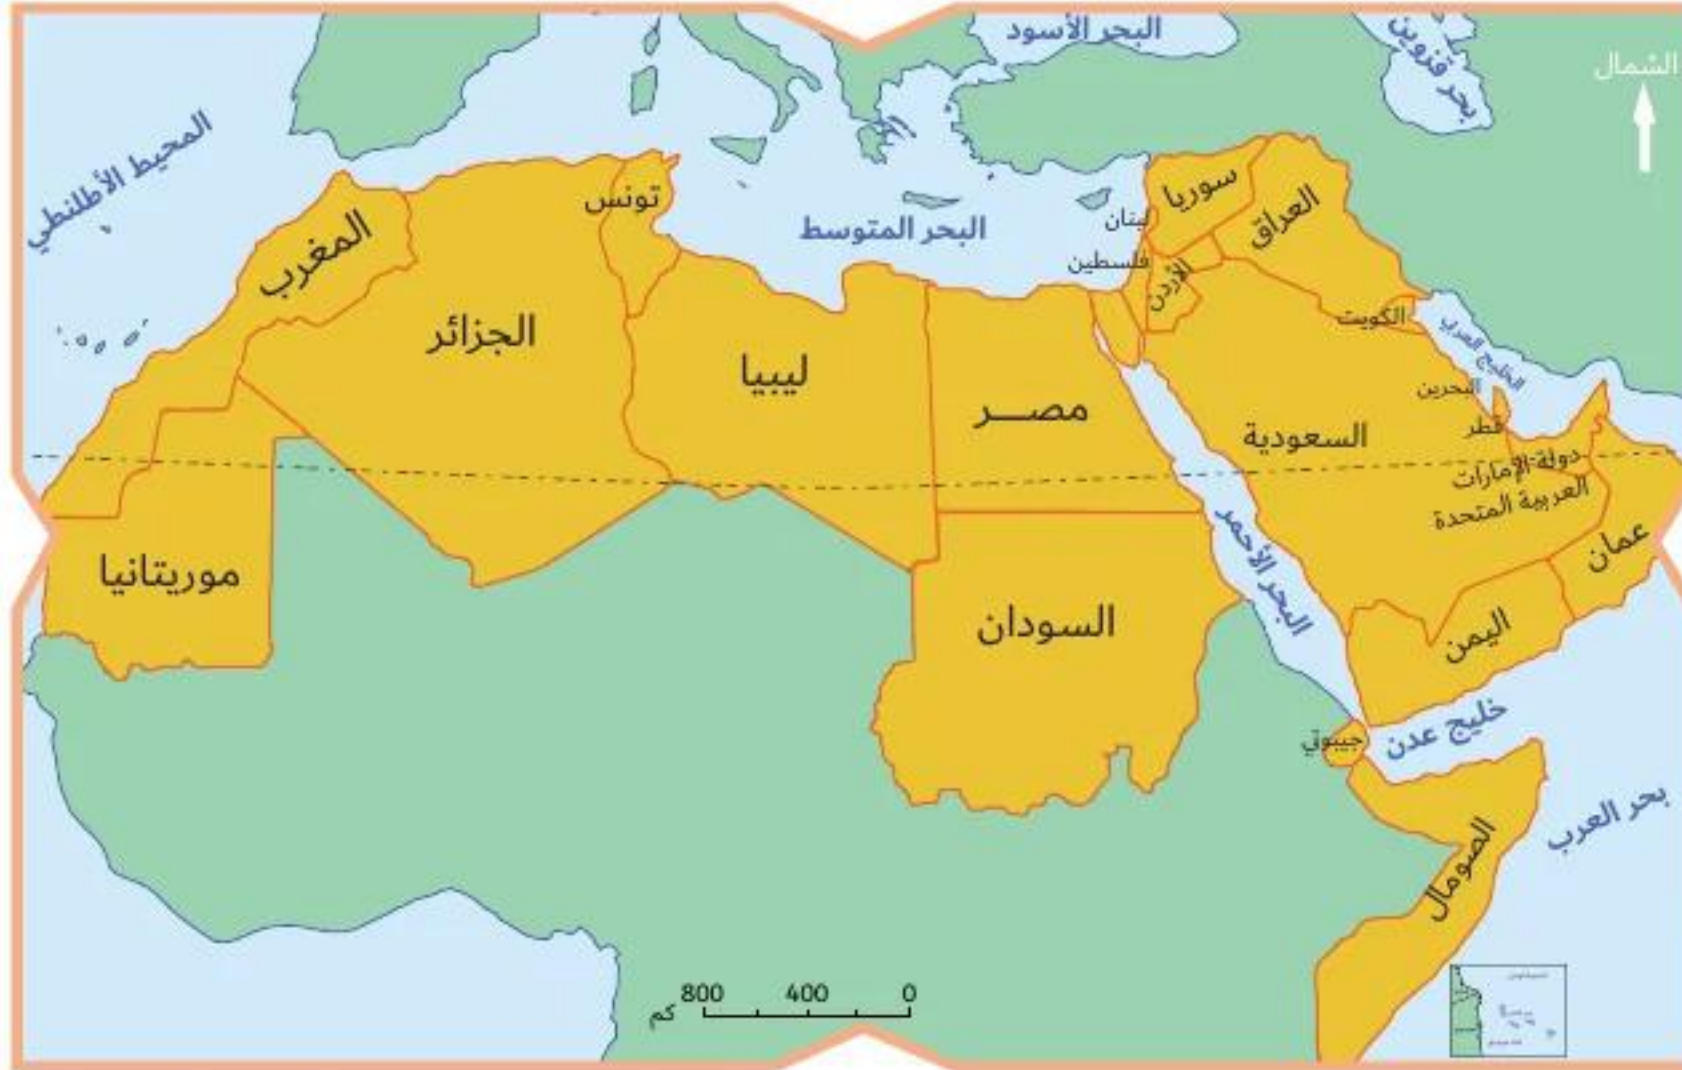 البحر الأسود
بحر قزوين
الشمال
المحيط الأطلنطي
سوريا
العراق
تونس
لبنان
البحر المتوسط
المغرب
فلسطين
الأردن
الجزائر
الكويت
الخليج العربي
ليبيا
البحرين
مصـــر
السعودية
قطر
دولة الإمارات
العربية المتحدة
البحر الأحمر
عمان
موريتانيا
السودان
اليمن
خليج عدن
جيبوتي
بحر العرب
الصومال
800 400 0
كم